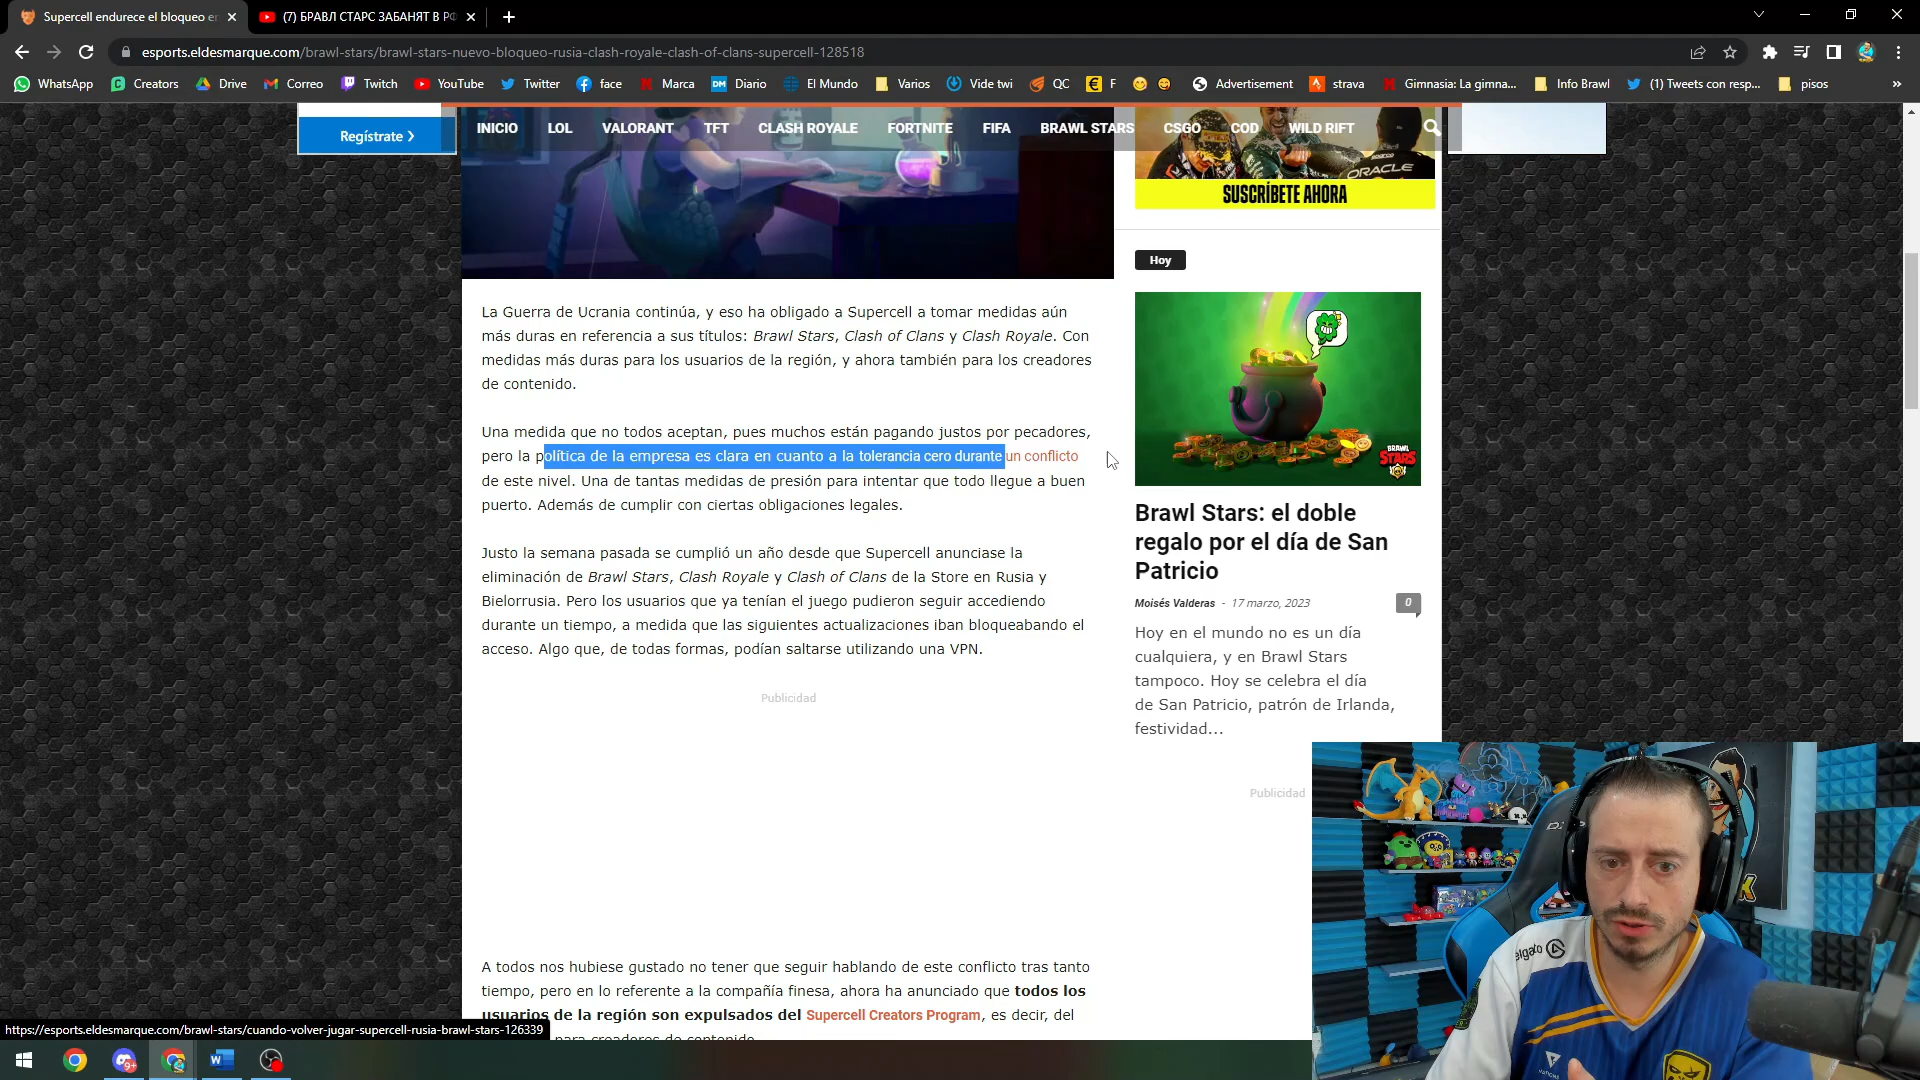 Supercell endurece el bloqueo en
(7) БРАВЛ СТАРС ЗАБАНЯТ В РФ
esports.eldesmarque.com/brawl-stars/brawl-stars-nuevo-bloqueo-rusia-clash-royale-clash-of-clans-supercell-128518
WhatsApp
Creators
Drive
Correo
Twitch
YouTube
Twitter
face
Marca
DM Diario
El Mundo
Varios
Vide twi
QC
F
Advertisement
strava
Gimnasia: La gimna...
Info Brawl
(1) Tweets con resp...
pisos
»
Regístrate
INICIO LOL VALORANT TFT CLASH ROYALE FORTNITE FIFA BRAWL STARS CSGO COD WILD RIFT
ORACLE
SUSCRÍBETE AHORA
La Guerra de Ucrania continúa, y eso ha obligado a Supercell a tomar medidas aún
más duras en referencia a sus títulos: Brawl Stars, Clash of Clans y Clash Royale. Con
medidas más duras para los usuarios de la región, y ahora también para los creadores
de contenido.
Una medida que no todos aceptan, pues muchos están pagando justos por pecadores,
pero la política de la empresa es clara en cuanto a la tolerancia cero durante un conflicto
de este nivel. Una de tantas medidas de presión para intentar que todo llegue a buen
puerto. Además de cumplir con ciertas obligaciones legales.
Justo la semana pasada se cumplió un año desde que Supercell anunciase la
eliminación de Brawl Stars, Clash Royale y Clash of Clans de la Store en Rusia y
Bielorrusia. Pero los usuarios que ya tenían el juego pudieron seguir accediendo
durante un tiempo, a medida que las siguientes actualizaciones iban bloqueabando el
acceso. Algo que, de todas formas, podían saltarse utilizando una VPN.
Publicidad
A todos nos hubiese gustado no tener que seguir hablando de este conflicto tras tanto
tiempo, pero en lo referente a la compañía finesa, ahora ha anunciado que todos los
usuarios de la región son expulsados del Supercell Creators Program, es decir, del
para creadores de contenido.
Hoy
BRAWL
STARS
Brawl Stars: el doble
regalo por el día de San
Patricio
Moisés Valderas - 17 marzo, 2023
0
Hoy en el mundo no es un día
cualquiera, y en Brawl Stars
tampoco. Hoy se celebra el día
de San Patricio, patrón de Irlanda,
festividad...
Publicidad
elgato
https://esports.eldesmarque.com/brawl-stars/cuando-volver-jugar-supercell-rusia-brawl-stars-126339
9+